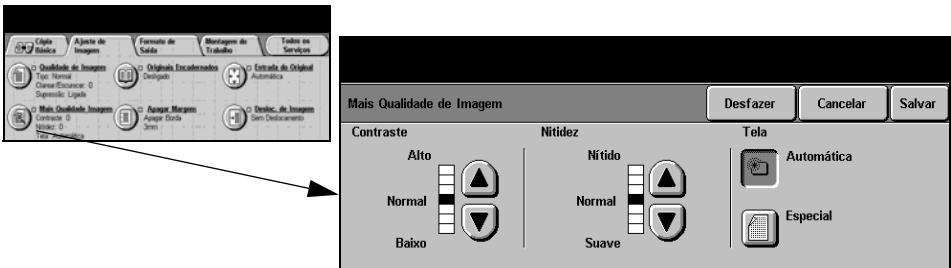 Cópia Básica
Ajuste de Imagem
Formato de Saída
Montagem do Trabalho
Todos os Serviços
Qualidade de Imagem
Tipo: Normal
Clarear/Escurecer: 0
Supressão: Ligada
Originais Encadernados
Desligado
Entrada do Original
Automática
Mais Qualidade Imagem
Contraste: 0
Nitidez: 0
Tela: Automática
Apagar Margem
Apagar Borda
3mm
Desloc. de Imagem
Sem Deslocamento
Mais Qualidade de Imagem
Desfazer
Cancelar
Salvar
Contraste
Alto
Normal
Baixo
Nitidez
Nítido
Normal
Suave
Tela
Automática
Especial